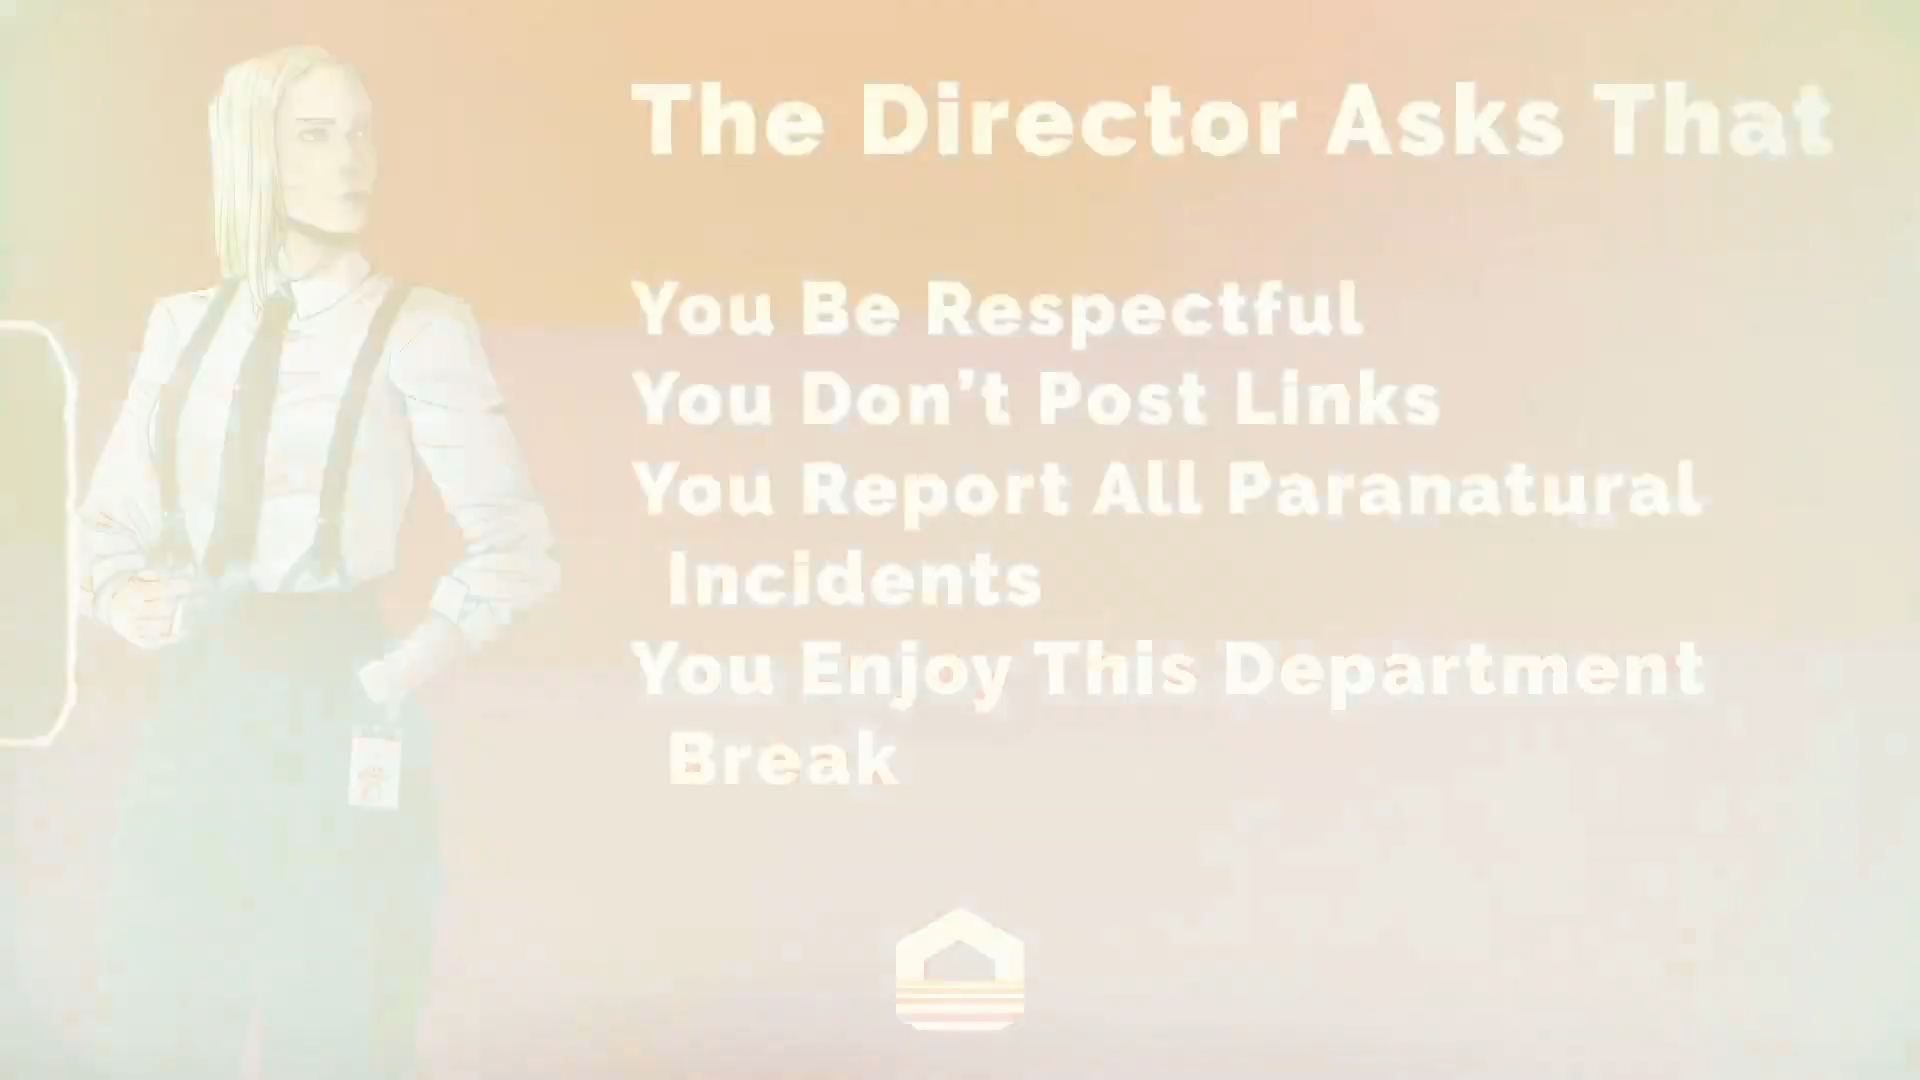 The Director Asks That
You Be Respectful
You Don't Post Links
You Report All Paranatural
Incidents
You Enjoy This Department
Break